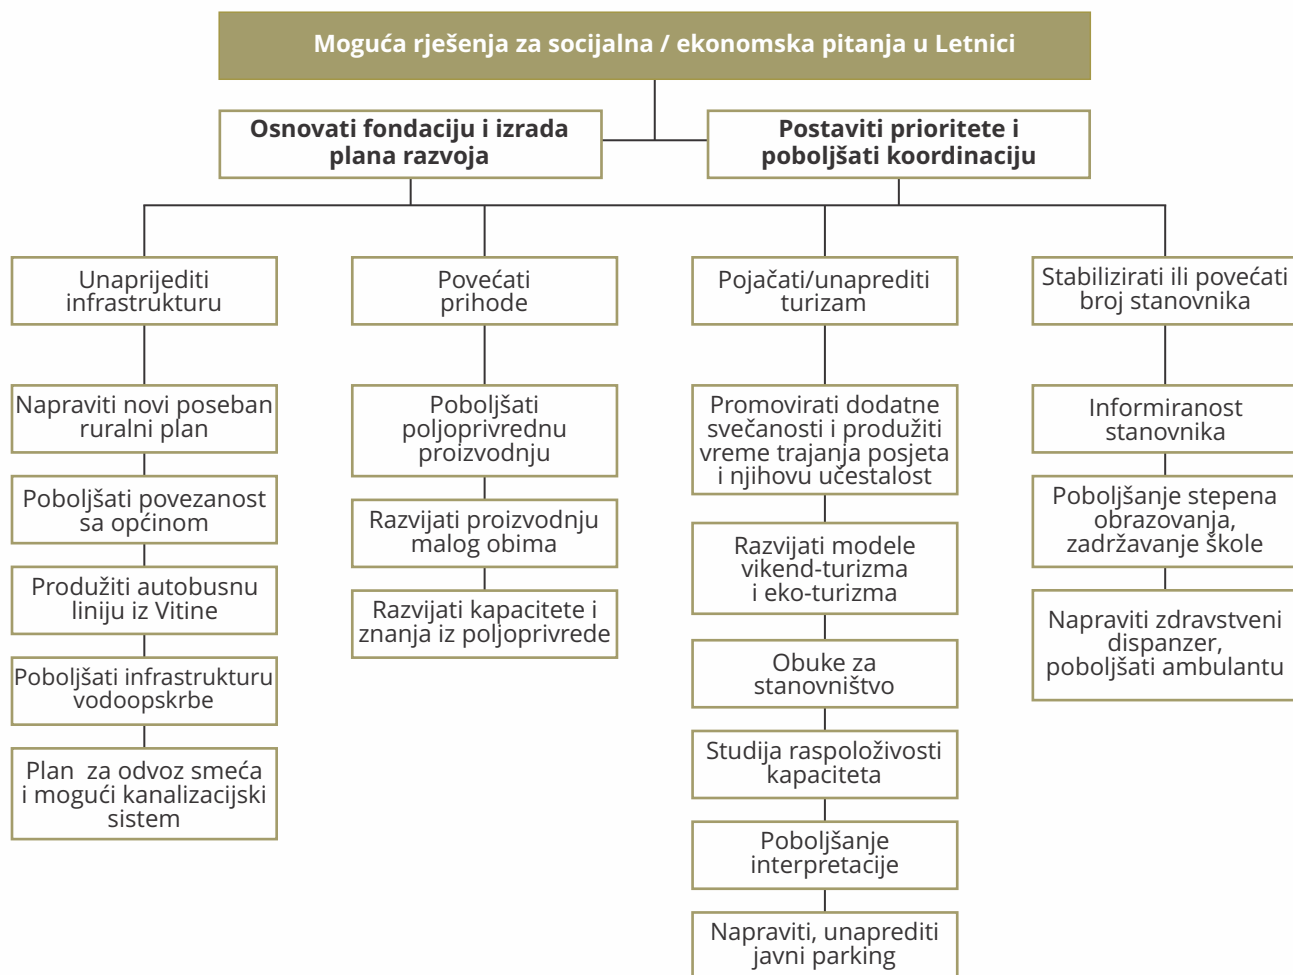 Moguća rješenja za socijalna / ekonomska pitanja u Letnici
Osnovati fondaciju i izrada
plana razvoja
Postaviti prioritete i
poboljšati koordinaciju
Unaprijediti
infrastrukturu
Napraviti novi poseban
ruralni plan
Poboljšati povezanost
sa općinom
Produžiti autobusnu
liniju iz Vitine
Poboljšati infrastrukturu
vodoopskrbe
Plan za odvoz smeća
i mogući kanalizacijski
sistem
Povećati
prihode
Poboljšati
poljoprivrednu
proizvodnju
Razvijati proizvodnju
malog obima
Razvijati kapacitete i
znanja iz poljoprivrede
Pojačati/unaprediti
turizam
Promovirati dodatne
svečanosti i produžiti
vreme trajanja posjeta
i njihovu učestalost
Razvijati modele
vikend-turizma
i eko-turizma
Obuke za
stanovništvo
Studija raspoloživosti
kapaciteta
Poboljšanje
interpretacije
Napraviti, unaprediti
javni parking
Stabilizirati ili povećati
broj stanovnika
Informiranost
stanovnika
Poboljšanje stepena
obrazovanja,
zadržavanje škole
Napraviti zdravstveni
dispanzer,
poboljšati ambulantu